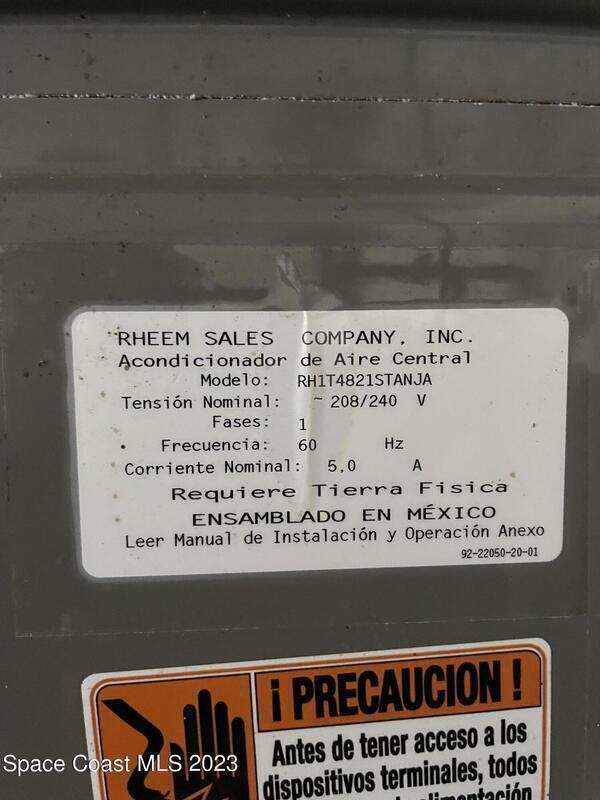 RHEEM SALES COMPANY, INC.
Acondicionador de Aire Central
Modelo: RH1T4821STANJA
Tensión Nominal: ~ 208/240 V
Fases: 1
Frecuencia: 60 Hz
Corriente Nominal: 5.0 A
Requiere Tierra Fisica
ENSAMBLADO EN MÉXICO
Leer Manual de Instalación y Operación Anexo
92-22050-20-01
¡ PRECAUCION !
Antes de tener acceso a los
dispositivos terminales, todos
alimentación
Space Coast MLS 2023